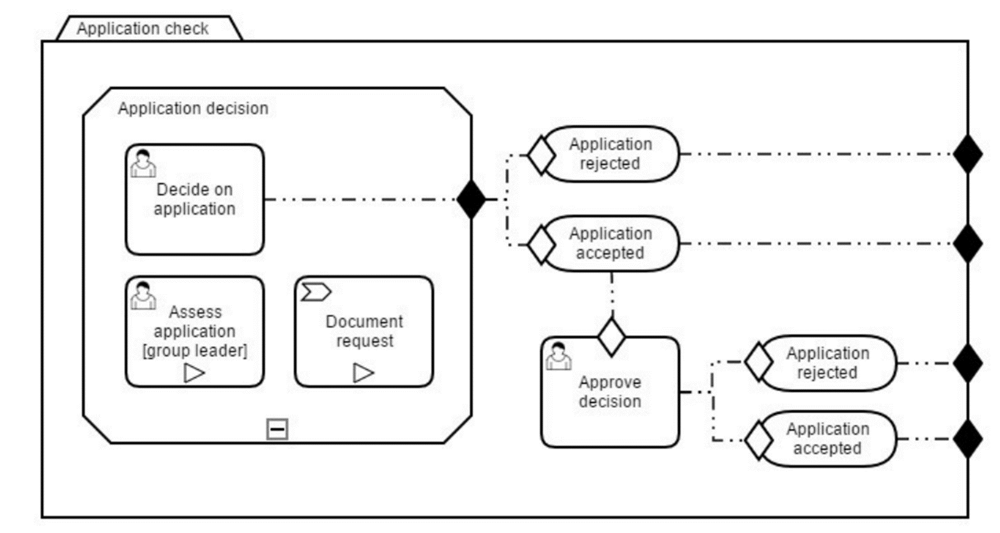 Application check
Application decision
Decide on
application
Assess
application
[group leader]
Document
request
Application
rejected
Application
accepted
Approve
decision
Application
rejected
Application
accepted